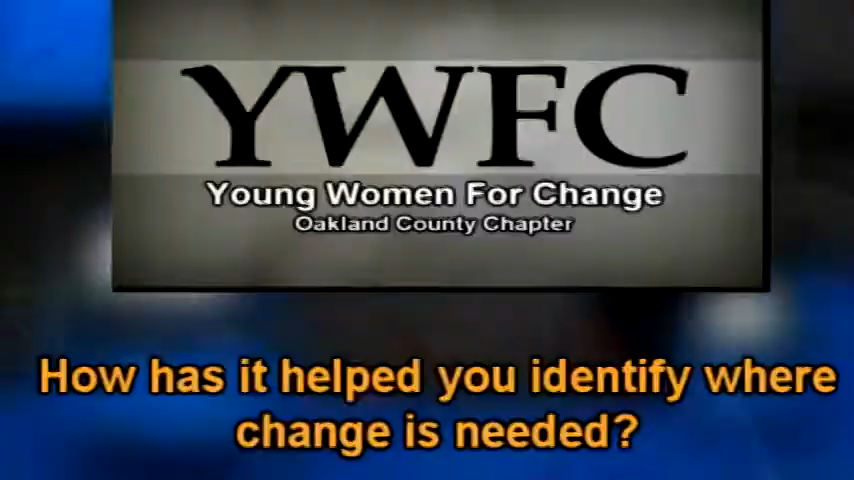 YWFC
Young Women For Change
Oakland County Chapter
How has it helped you identify where
change is needed?